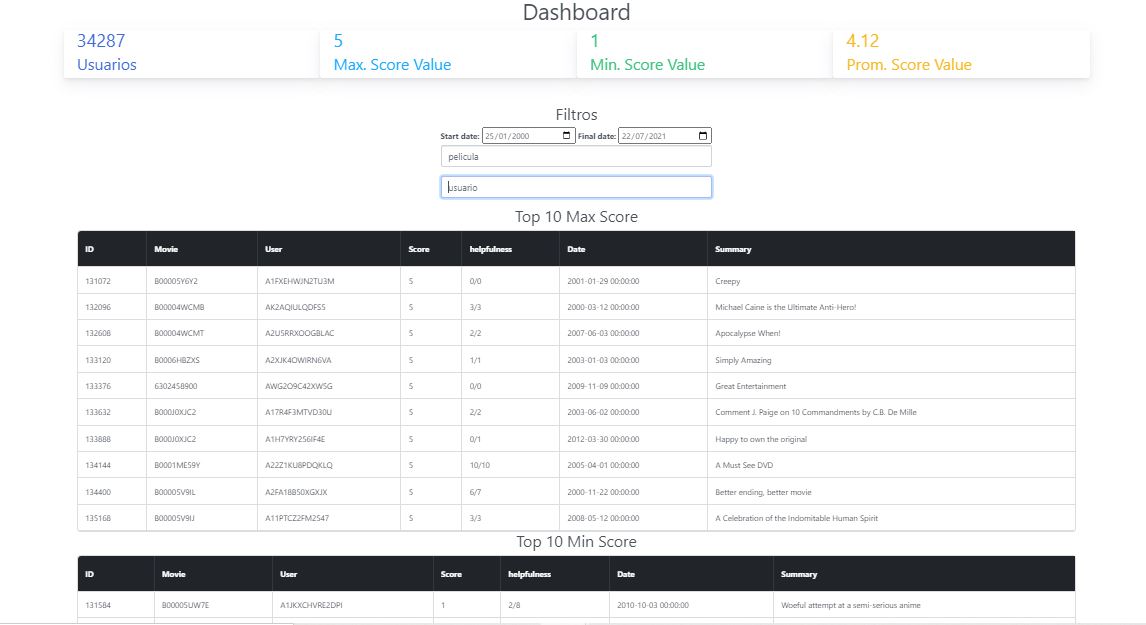 Dashboard
34287 5 1 4.12
Usuarios Max. Score Value Min. Score Value Prom. Score Value
Filtros
Start date: 25/01/2000 Final date: 22/07/2021
pelicula
usuario
Top 10 Max Score
ID Movie User Score helpfulness Date Summary
131072 B00005Y6Y2 A1FXEHWJN2TU3M 5 0/0 2001-01-29 00:00:00 Creepy
132096 B00004WCMB AK2AQIULQDFS5 5 3/3 2000-03-12 00:00:00 Michael Caine is the Ultimate Anti-Hero!
132608 B00004WCMT A2U5RRXOOGBLAC 5 2/2 2007-06-03 00:00:00 Apocalypse When!
133120 B0006HBZXS A2XJK4OWIRN6VA 5 1/1 2003-01-03 00:00:00 Simply Amazing
133376 6302458900 AWG2O9C42XW5G 5 0/0 2009-11-09 00:00:00 Great Entertainment
133632 B000J0XJC2 A17R4F3MTVD30U 5 2/2 2003-06-02 00:00:00 Comment J. Paige on 10 Commandments by C.B. De Mille
133888 B000J0XJC2 A1H7YRY256IF4E 5 0/1 2012-03-30 00:00:00 Happy to own the original
134144 B0001MES9Y A22Z1KU8PDQKLQ 5 10/10 2005-04-01 00:00:00 A Must See DVD
134400 B00005V9IL A2FA18BS0XGXJX 5 6/7 2000-11-22 00:00:00 Better ending, better movie
135168 B00005V9IJ A11PTCZ2FM2547 5 3/3 2008-05-12 00:00:00 A Celebration of the Indomitable Human Spirit
Top 10 Min Score
ID Movie User Score helpfulness Date Summary
131584 B00005UW7E A1JKXCHVRE2DPI 1 2/8 2010-10-03 00:00:00 Woeful attempt at a semi-serious anime